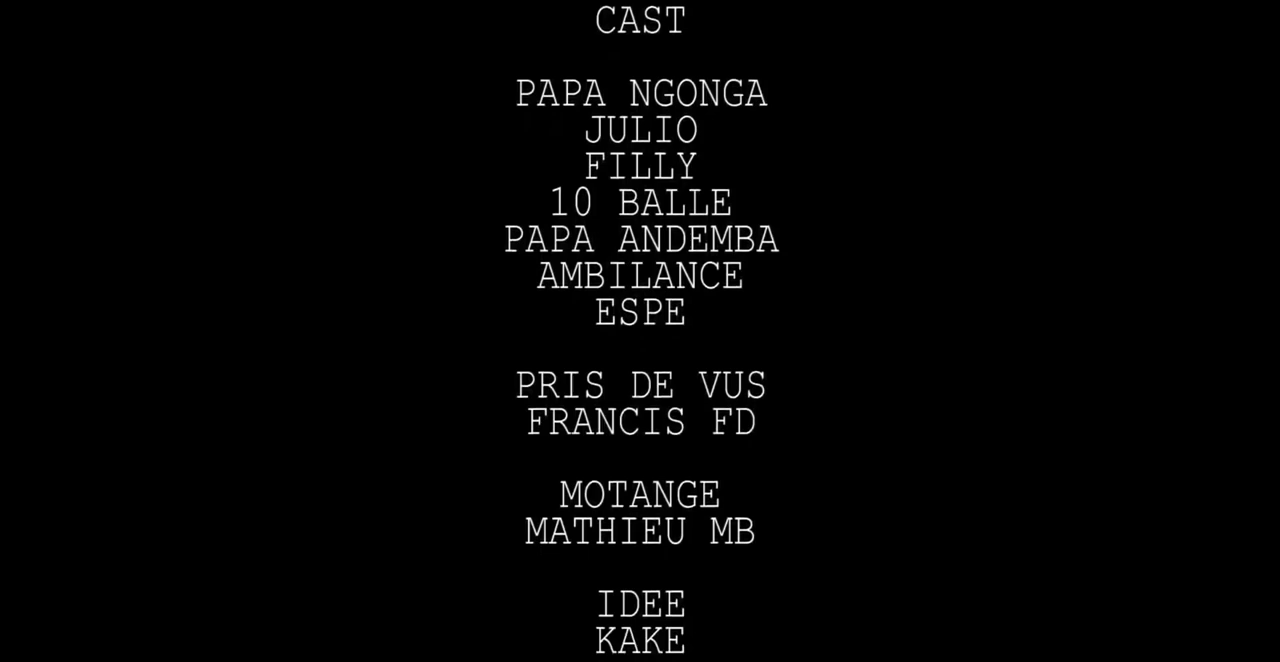 CAST
PAPA NGONGA
JULIO
FILLY
10 BALLE
PAPA ANDEMBA
AMBILANCE
ESPE
PRIS DE VUS
FRANCIS FD
MOTANGE
MATHIEU MB
IDEE
KAKE